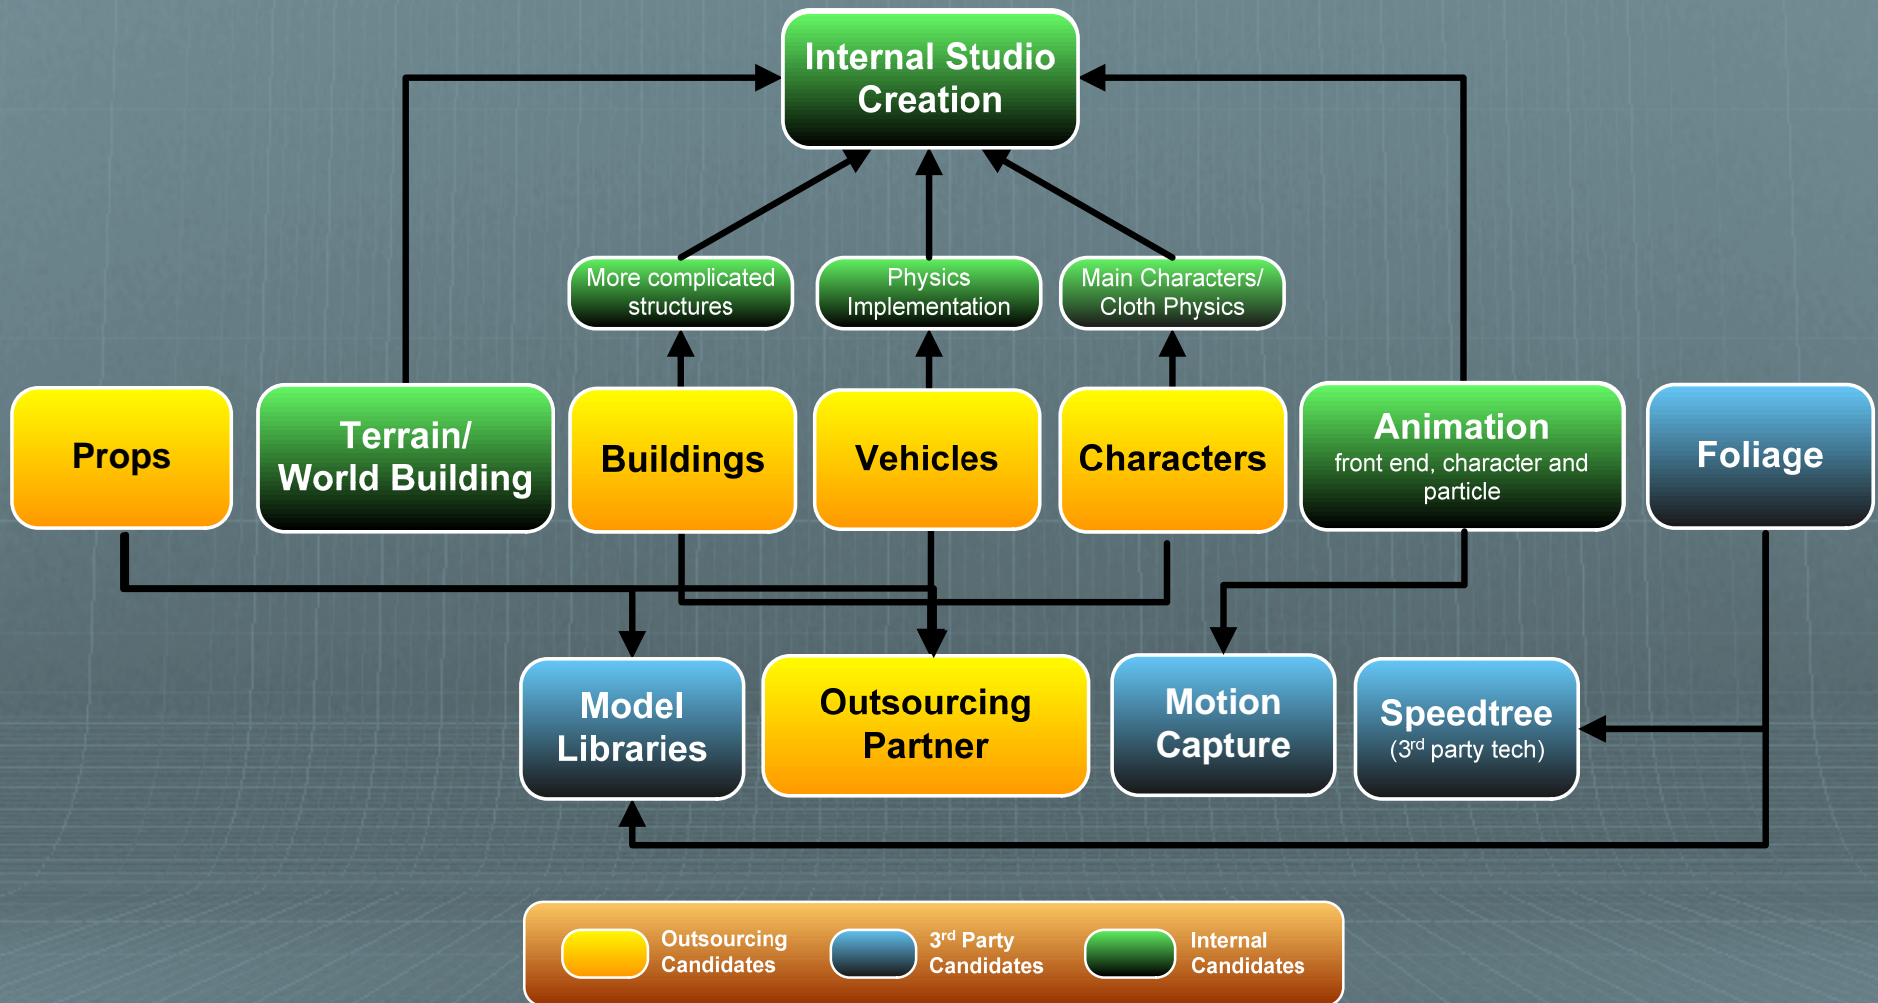 Internal Studio
Creation
More complicated
structures
Physics
Implementation
Main Characters/
Cloth Physics
Props
Terrain/
World Building
Buildings
Vehicles
Characters
Animation
front end, character and
particle
Foliage
Model
Libraries
Outsourcing
Partner
Motion
Capture
Speedtree
(3rd party tech)
Outsourcing
Candidates
3rd Party
Candidates
Internal
Candidates